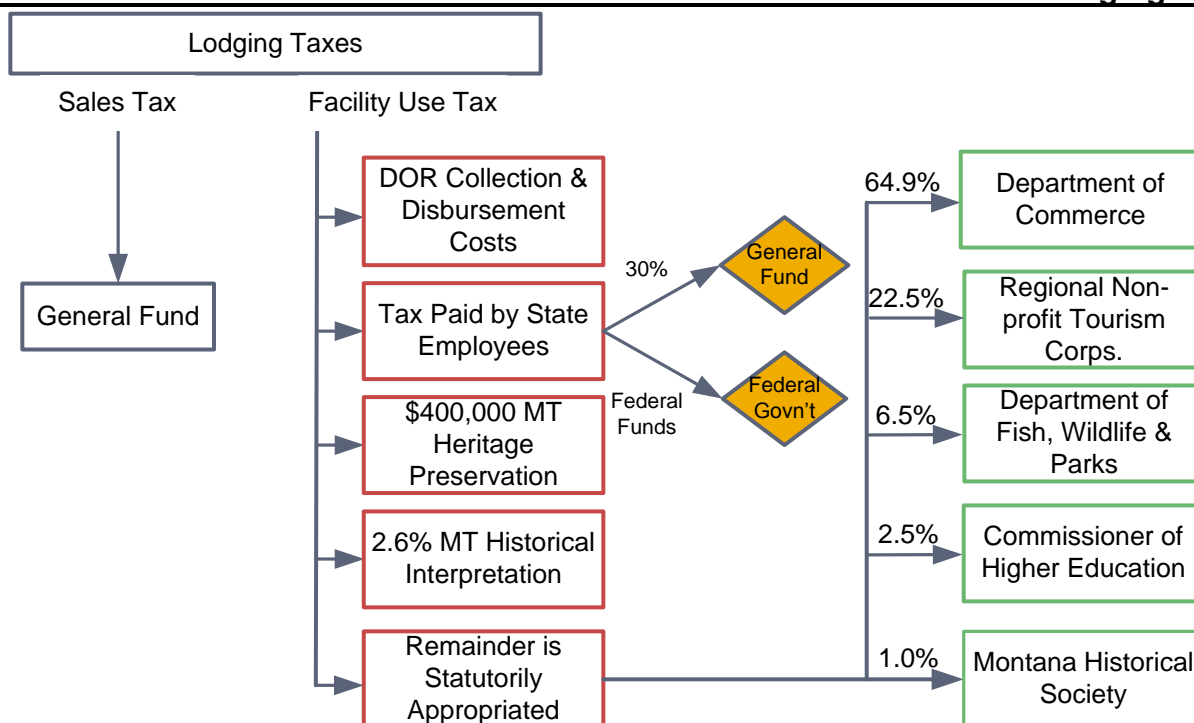 Lodging Taxes
Sales Tax
Facility Use Tax
General Fund
DOR Collection &
Disbursement
Costs
Tax Paid by State
Employees
30%
General
Fund
Federal
Funds
Federal
Govn't
$400,000 MT
Heritage
Preservation
2.6% MT Historical
Interpretation
Remainder is
Statutorily
Appropriated
64.9%
Department of
Commerce
22.5%
Regional Non-
profit Tourism
Corps.
6.5%
Department of
Fish, Wildlife &
Parks
2.5%
Commissioner of
Higher Education
1.0%
Montana Historical
Society